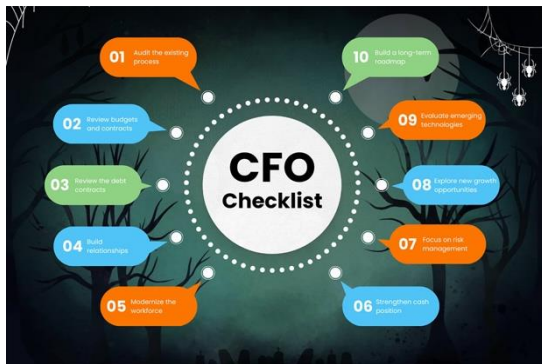 CFO
Checklist
01
Audit the existing
process
02
Review budgets
and contracts
03
Review the debt
contracts
04
Build
relationships
05
Modernize the
workforce
06
Strengthen cash
position
07
Focus on risk
management
08
Explore new growth
opportunities
09
Evaluate emerging
technologies
10
Build a long-term
roadmap